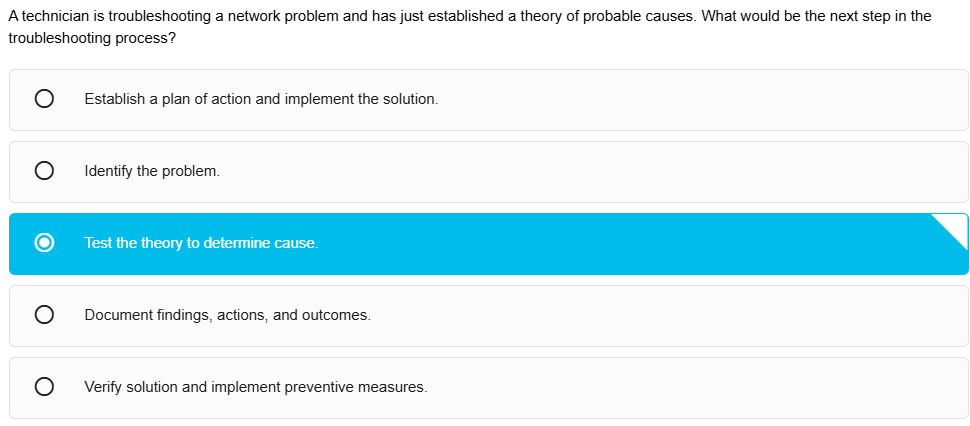 A technician is troubleshooting a network problem and has just established a theory of probable causes. What would be the next step in the
troubleshooting process?
Establish a plan of action and implement the solution.
Identify the problem.
Test the theory to determine cause.
Document findings, actions, and outcomes.
Verify solution and implement preventive measures.